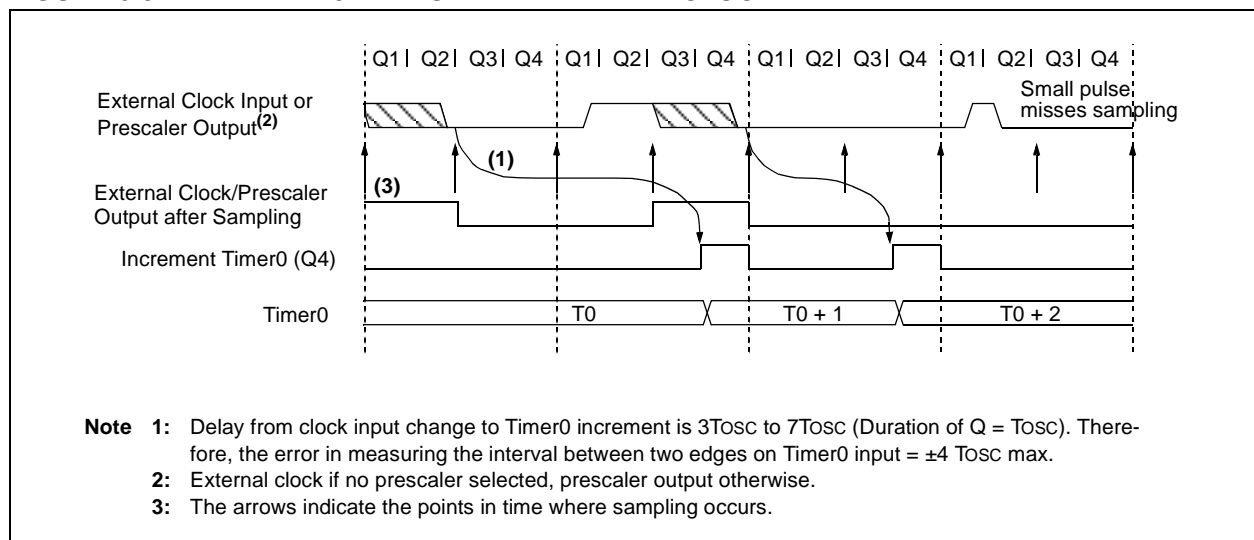 Q1| Q2| Q3| Q4 Q1| Q2| Q3| Q4 Q1| Q2| Q3| Q4 Q1| Q2| Q3| Q4
External Clock Input or
Prescaler Output(2)
Small pulse
misses sampling
(1)
(3)
External Clock/Prescaler
Output after Sampling
Increment Timer0 (Q4)
Timer0
T0 T0 + 1 T0 + 2
Note 1: Delay from clock input change to Timer0 increment is 3TOSC to 7TOSC (Duration of Q = TOSC). There-
fore, the error in measuring the interval between two edges on Timer0 input = ±4 TOSC max.
2: External clock if no prescaler selected, prescaler output otherwise.
3: The arrows indicate the points in time where sampling occurs.